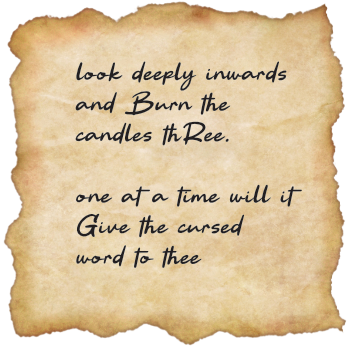 look deeply inwards
and Burn the
candles thRee.
one at a time will it
Give the cursed
word to thee